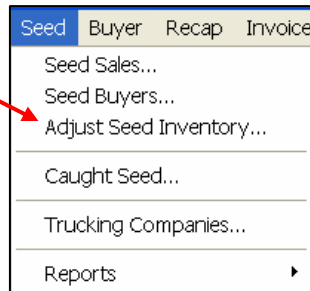 Seed Buyer Recap Invoice
Seed Sales...
Seed Buyers...
Adjust Seed Inventory...
Caught Seed...
Trucking Companies...
Reports